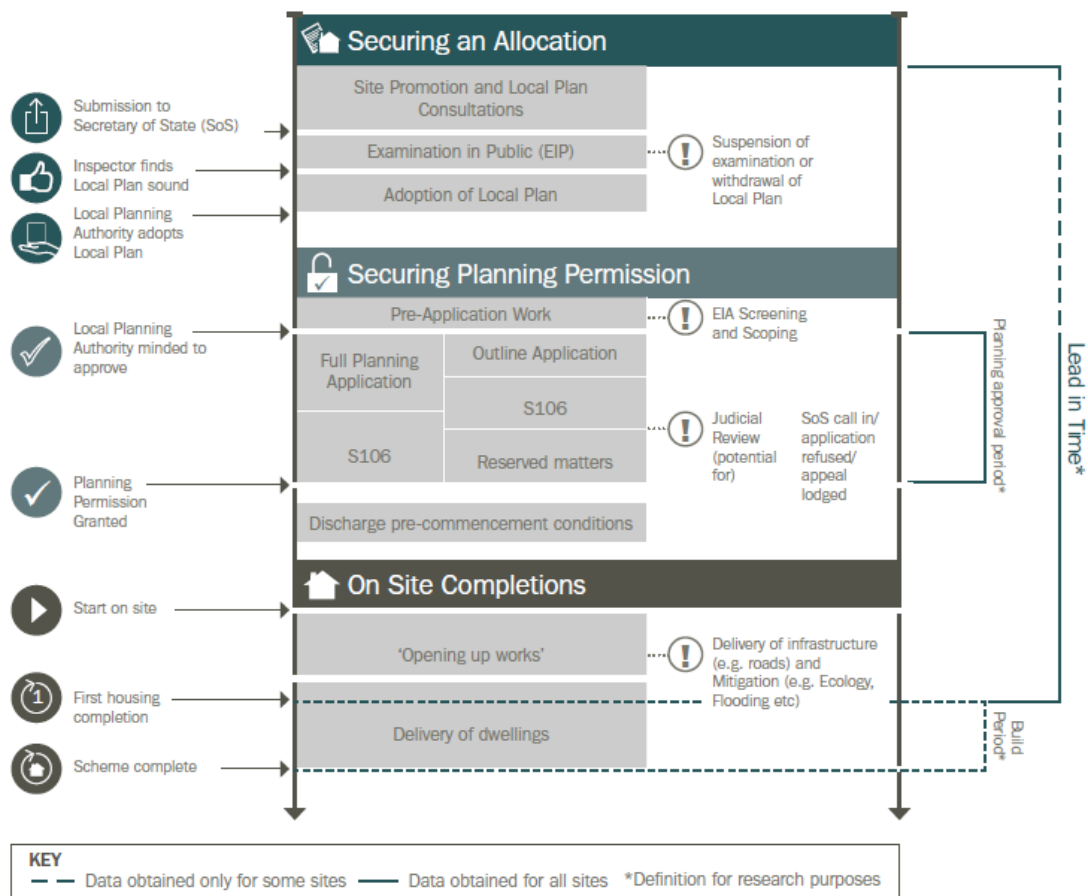 Securing an Allocation
Site Promotion and Local Plan
Consultations
Submission to
Secretary of State (SoS)
Examination in Public (EIP)
Suspension of
examination or
withdrawal of
Local Plan
Inspector finds
Local Plan sound
Adoption of Local Plan
Local Planning
Authority adopts
Local Plan
Securing Planning Permission
Pre-Application Work
EIA Screening
and Scoping
Local Planning
Authority minded to
approve
Full Planning
Application
Outline Application
S106
S106
Reserved matters
Judicial
Review
(potential
for)
SoS call in/
application
refused/
appeal
lodged
Planning approval period*
Lead in Time*
Planning
Permission
Granted
Discharge pre-commencement conditions
On Site Completions
Start on site
‘Opening up works’
Delivery of infrastructure
(e.g. roads) and
Mitigation (e.g. Ecology,
Flooding etc)
1
First housing
completion
Delivery of dwellings
Build
Period*
Scheme complete
KEY
Data obtained only for some sites
Data obtained for all sites
*Definition for research purposes